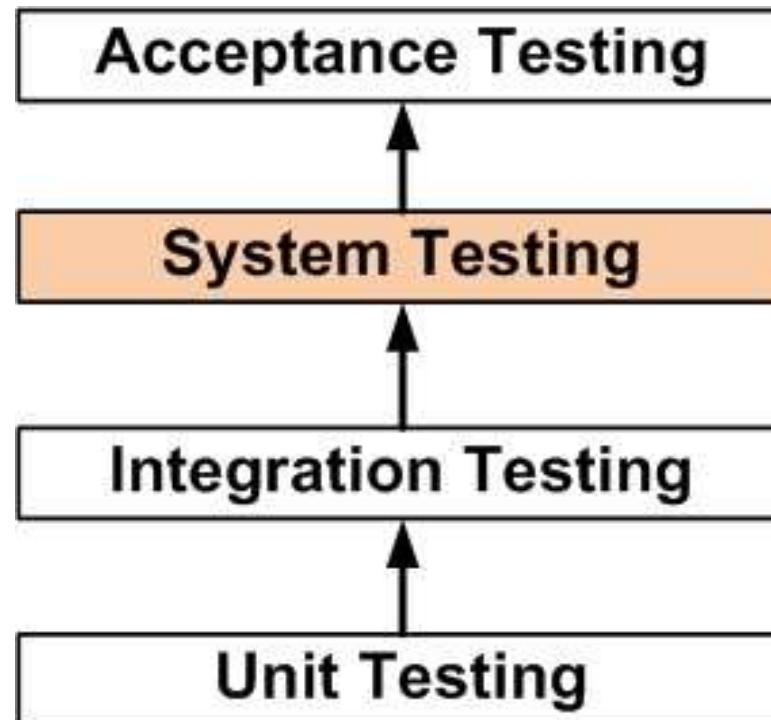 Acceptance Testing
System Testing
Integration Testing
Unit Testing